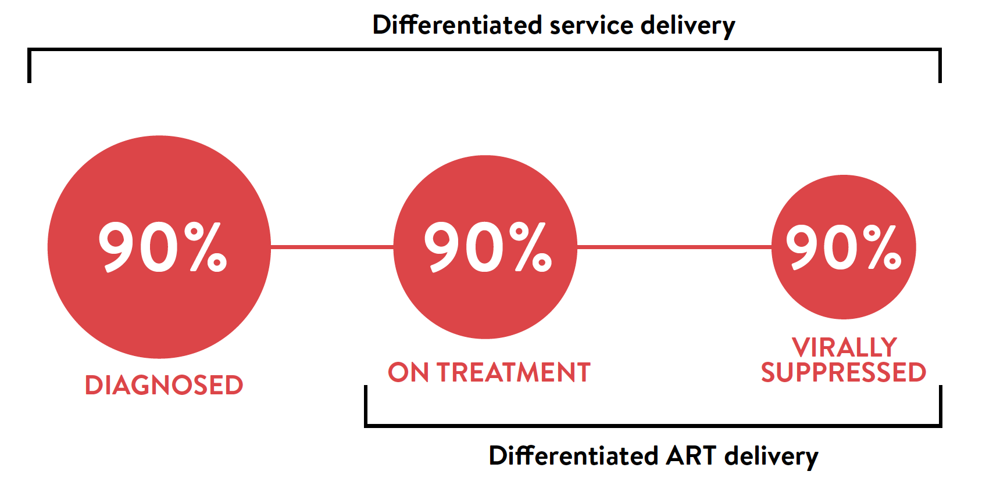 Differentiated service delivery
90%
90%
90%
DIAGNOSED
ON TREATMENT
VIRALLY
SUPPRESSED
Differentiated ART delivery